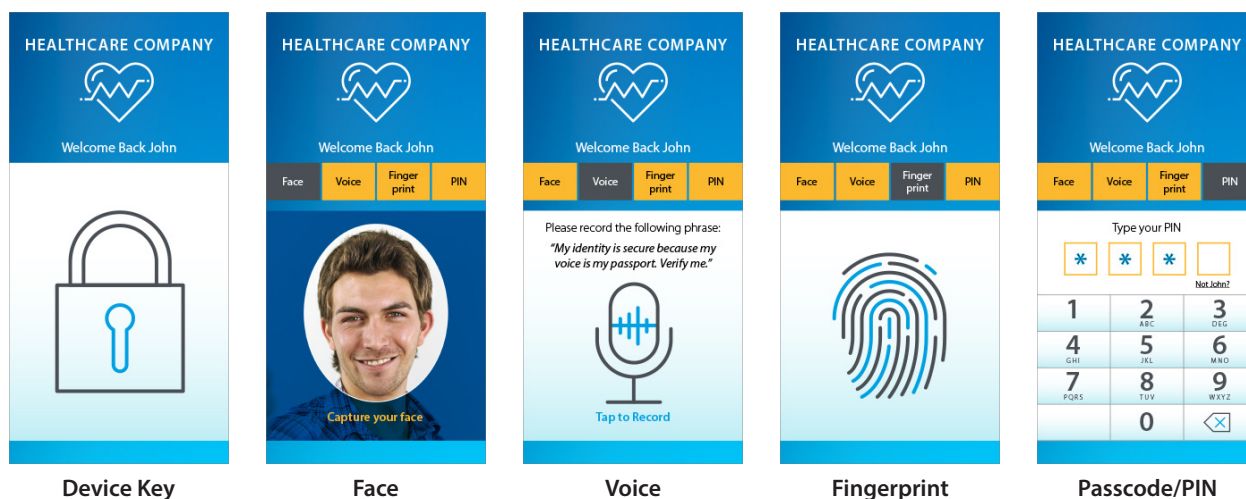 HEALTHCARE COMPANY
Welcome Back John
Device Key
HEALTHCARE COMPANY
Welcome Back John
Face
Voice
Finger
print
PIN
Capture your face
Face
HEALTHCARE COMPANY
Welcome Back John
Face
Voice
Finger
print
PIN
Please record the following phrase:
“My identity is secure because my
voice is my passport. Verify me.”
Tap to Record
Voice
HEALTHCARE COMPANY
Welcome Back John
Face
Voice
Finger
print
PIN
Fingerprint
HEALTHCARE COMPANY
Welcome Back John
Face
Voice
Finger
print
PIN
Type your PIN
* * *
Not John?
1 2 3
ABC DEG
4 5 6
GHI JKL MNO
7 8 9
PQRS TUV WXYZ
0
Passcode/PIN